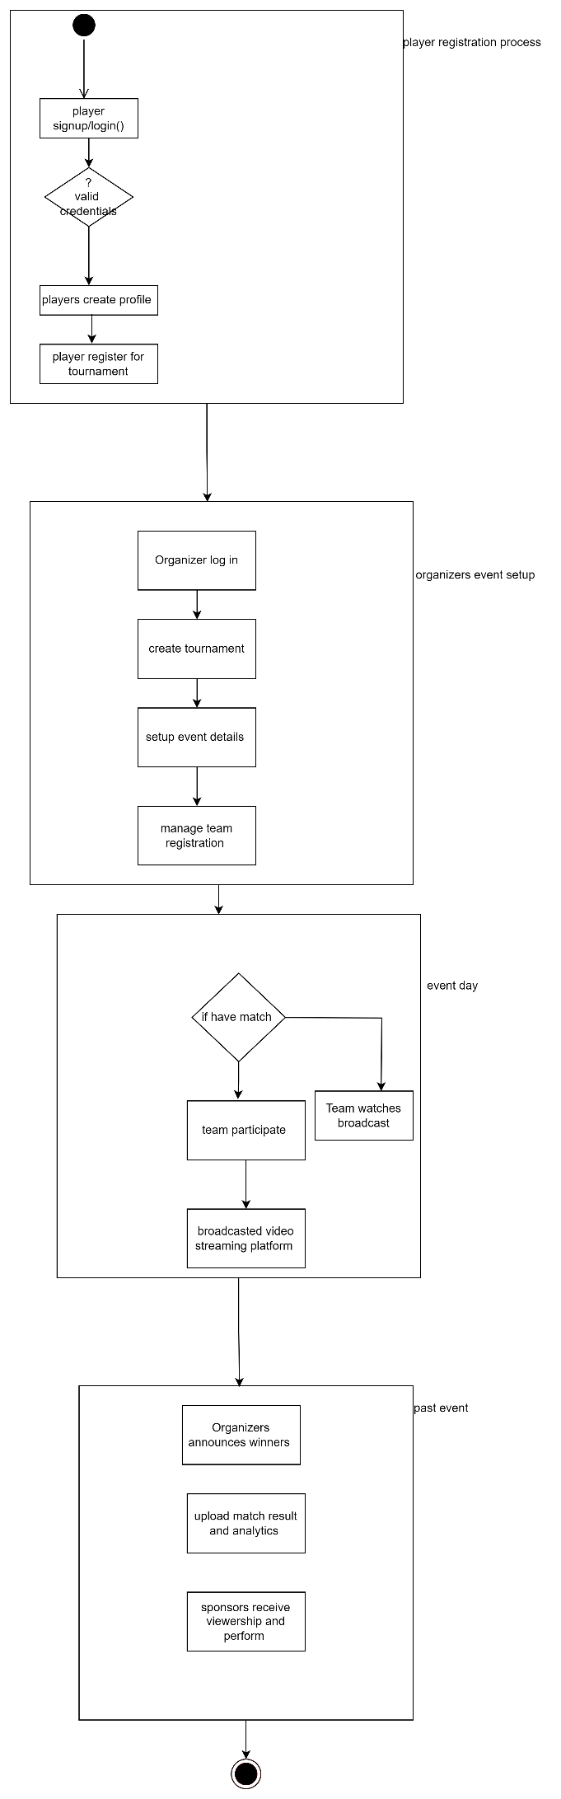 player registration process
player
signup/login()
?
valid
credentials
players create profile
player register for
tournament
organizers event setup
Organizer log in
create tournament
setup event details
manage team
registration
event day
if have match
Team watches
broadcast
team participate
broadcasted video
streaming platform
past event
Organizers
announces winners
upload match result
and analytics
sponsors receive
viewership and
perform